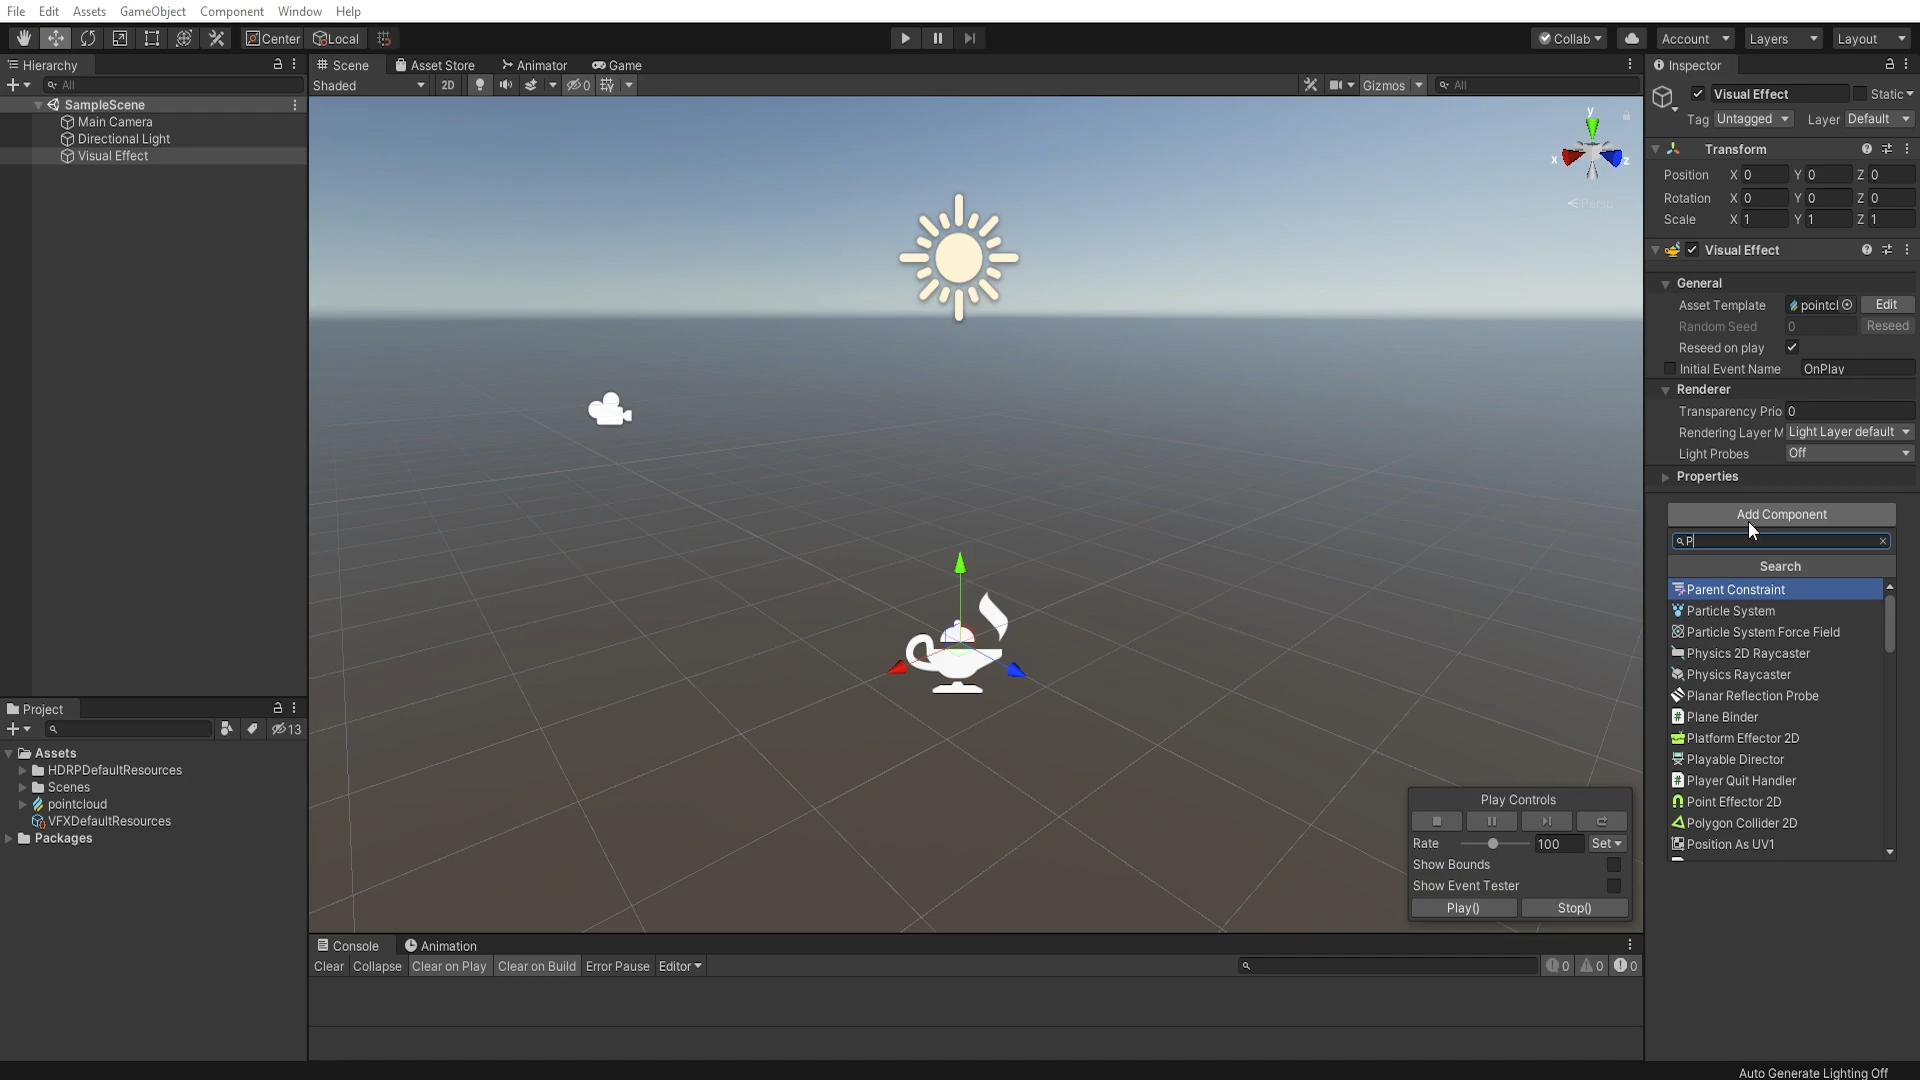 File Edit Assets GameObject Component Window Help
Center Local Collab Account Layers Layout
Hierarchy
All
SampleScene
Main Camera
Directional Light
Visual Effect
Scene Asset Store Animator Game
Shaded 2D 0 Gizmos All
y
x z
Persp
Inspector
Visual Effect Static
Tag Untagged Layer Default
Transform
Position X 0 Y 0 Z 0
Rotation X 0 Y 0 Z 0
Scale X 1 Y 1 Z 1
Visual Effect
General
Asset Template pointcl Edit
Random Seed 0 Reseed
Reseed on play
Initial Event Name OnPlay
Renderer
Transparency Prio 0
Rendering Layer M Light Layer default
Light Probes Off
Properties
Add Component
P
Search
Parent Constraint
Particle System
Particle System Force Field
Physics 2D Raycaster
Physics Raycaster
Planar Reflection Probe
Plane Binder
Platform Effector 2D
Playable Director
Player Quit Handler
Point Effector 2D
Polygon Collider 2D
Position As UV1
Project
13
Assets
HDRPDefaultResources
Scenes
pointcloud
VFXDefaultResources
Packages
Play Controls
Rate 100 Set
Show Bounds
Show Event Tester
Play() Stop()
Console Animation
Clear Collapse Clear on Play Clear on Build Error Pause Editor 0 0 0
Auto Generate Lighting Off